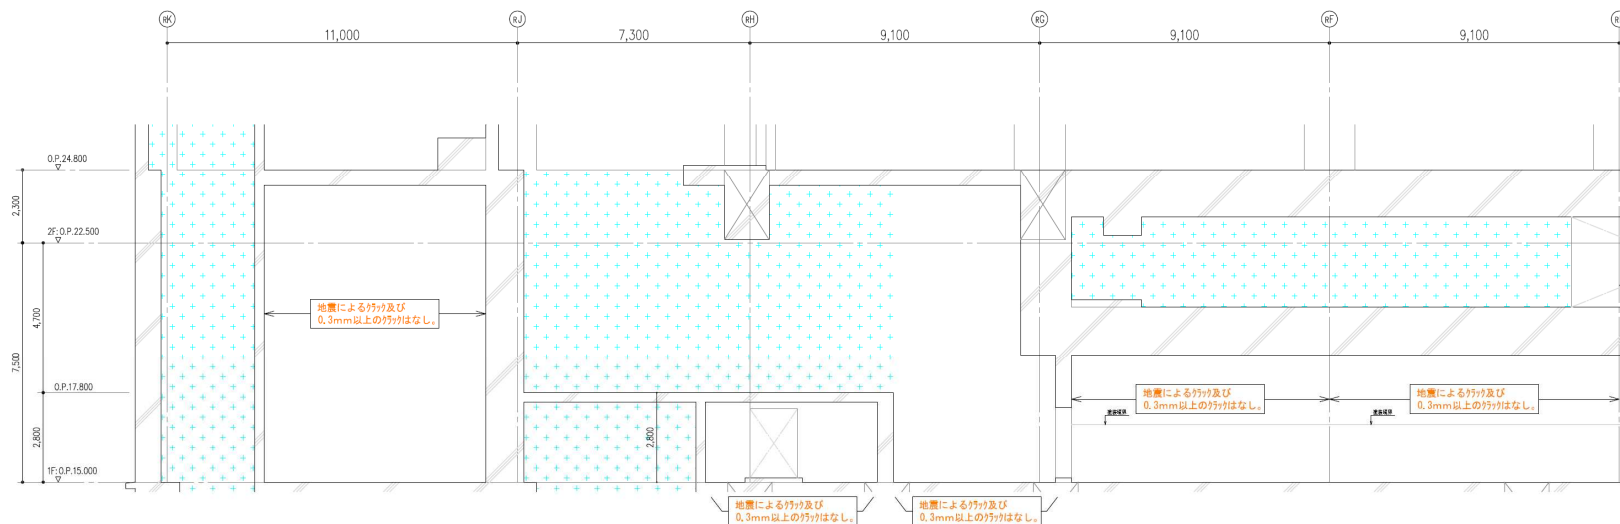 RK
RJ
RH
RG
RF
11,000
7,300
9,100
9,100
9,100
O.P.24.800
2,300
2F:O.P.22.500
4,700
7,500
O.P.17.800
2,800
1F:O.P.15.000
2,800
地震によるクラック及び
0.3mm以上のクラックはなし。
地震によるクラック及び
0.3mm以上のクラックはなし。
地震によるクラック及び
0.3mm以上のクラックはなし。
地震によるクラック及び
0.3mm以上のクラックはなし。
地震によるクラック及び
0.3mm以上のクラックはなし。